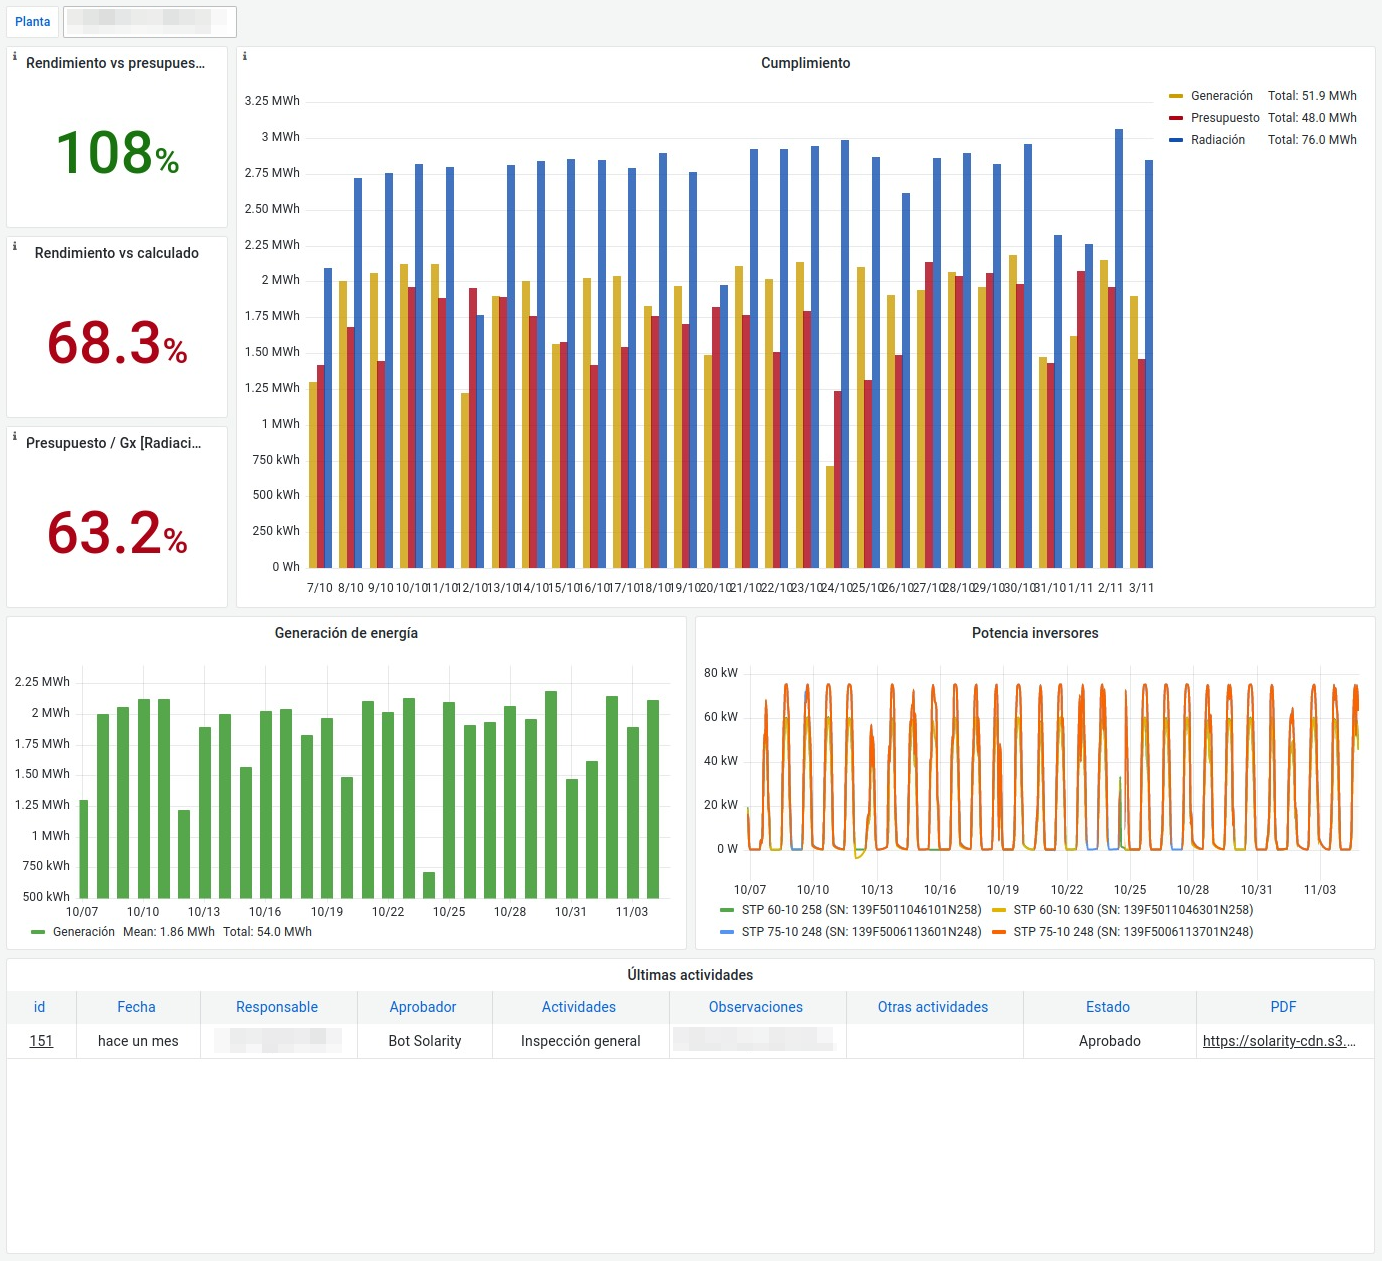 Planta
Rendimiento vs presupues...
108%
Rendimiento vs calculado
68.3%
Presupuesto / Gx [Radiaci...
63.2%
Cumplimiento
3.25 MWh
3 MWh
2.75 MWh
2.50 MWh
2.25 MWh
2 MWh
1.75 MWh
1.50 MWh
1.25 MWh
1 MWh
750 kWh
500 kWh
250 kWh
0 Wh
7/10 8/10 9/10 10/10 11/10 12/10 13/10 14/10 15/10 16/10 17/10 18/10 19/10 20/10 21/10 22/10 23/10 24/10 25/10 26/10 27/10 28/10 29/10 30/10 31/10 1/11 2/11 3/11
Generación Total: 51.9 MWh
Presupuesto Total: 48.0 MWh
Radiación Total: 76.0 MWh
Generación de energía
2.25 MWh
2 MWh
1.75 MWh
1.50 MWh
1.25 MWh
1 MWh
750 kWh
500 kWh
10/07 10/10 10/13 10/16 10/19 10/22 10/25 10/28 10/31 11/03
Generación Mean: 1.86 MWh Total: 54.0 MWh
Potencia inversores
80 kW
60 kW
40 kW
20 kW
0 W
10/07 10/10 10/13 10/16 10/19 10/22 10/25 10/28 10/31 11/03
STP 60-10 258 (SN: 139F5011046101N258) STP 60-10 630 (SN: 139F5011046301N258)
STP 75-10 248 (SN: 139F5006113601N248) STP 75-10 248 (SN: 139F5006113701N248)
Últimas actividades
id Fecha Responsable Aprobador Actividades Observaciones Otras actividades Estado PDF
151 hace un mes Bot Solarity Inspección general Aprobado https://solarity-cdn.s3....